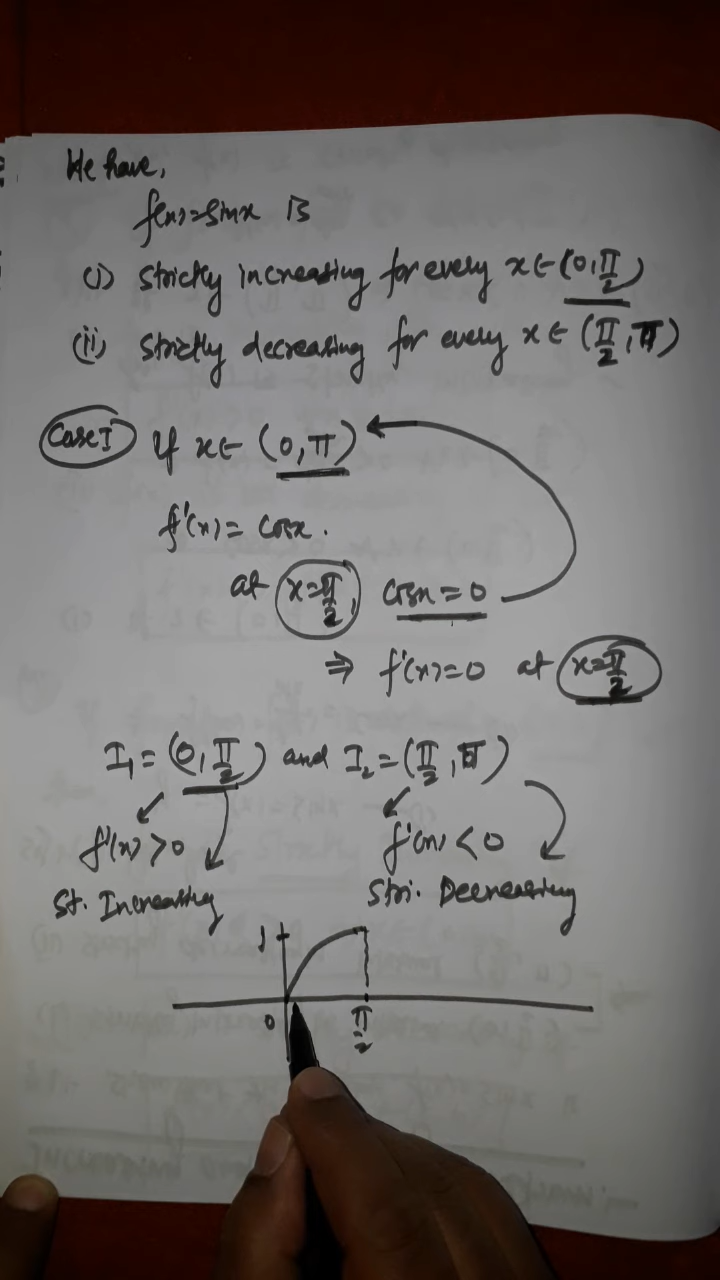 We have,
f(x)=sinx is
(i) strictly increasing for every x∈(0,π/2)
(ii) strictly decreasing for every x∈(π/2,π)
Case I If x∈(0,π)
f'(x)=cosx.
at x=π/2, cosx=0
⇒ f'(x)=0 at x=π/2
I₁=(0,π/2) and I₂=(π/2,π)
f'(x)>0 f'(x)<0
St. Increasing Stri. Decreasing
1
0 π/2